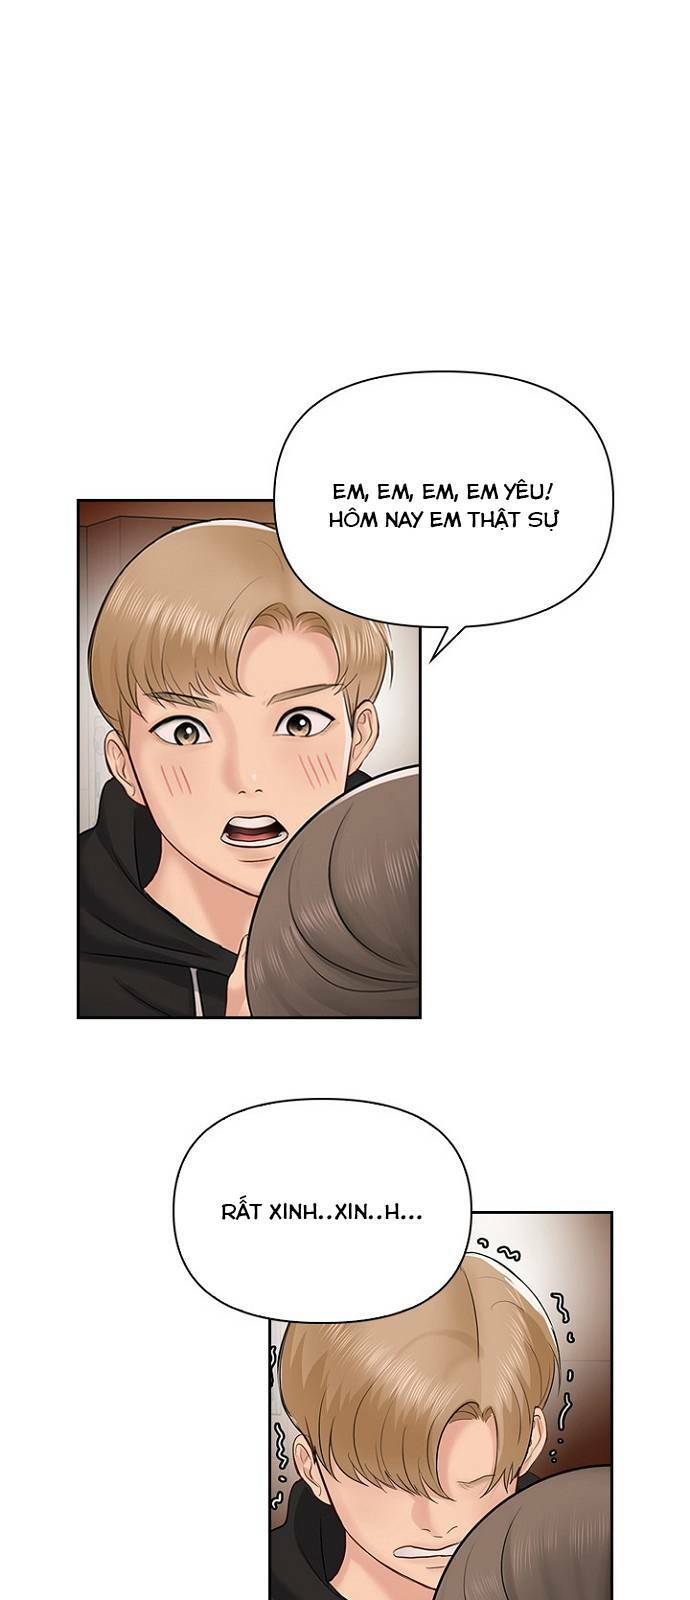 EM, EM, EM, EM YÊU!
HÔM NAY EM THẬT SỰ
RẤT XINH..XIN..H...